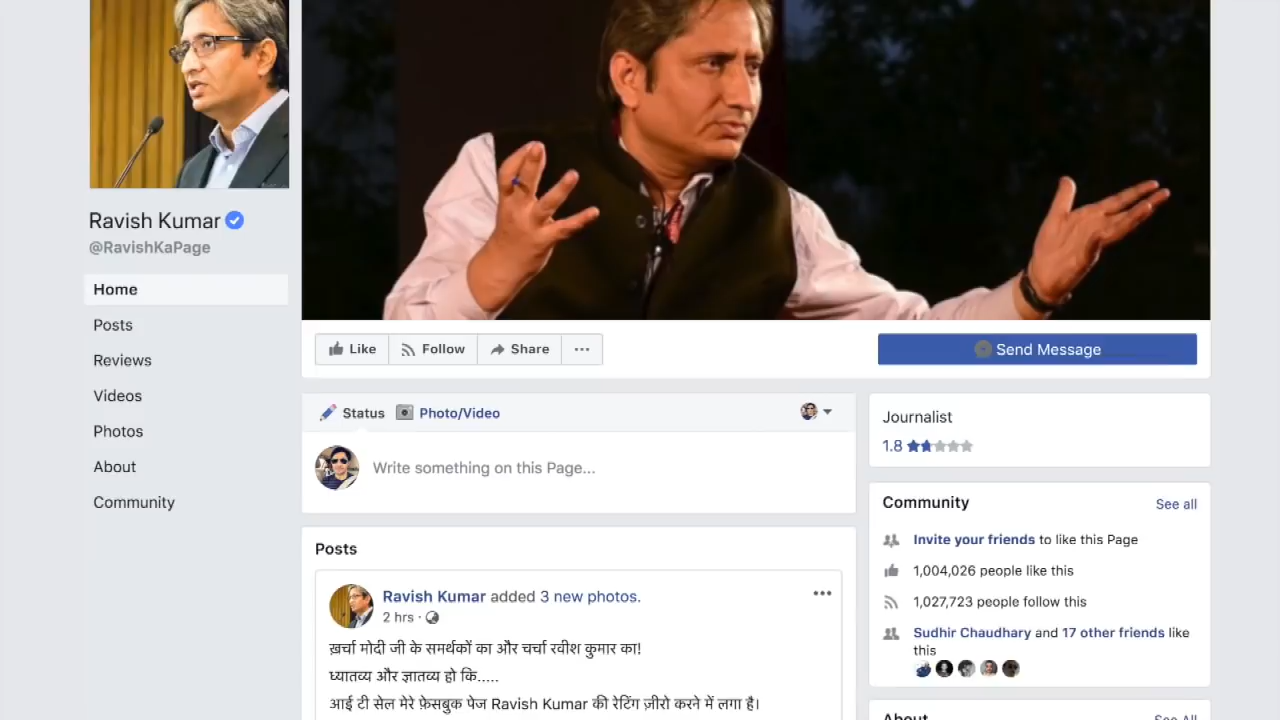 Ravish Kumar
@RavishKaPage
Home
Posts
Reviews
Videos
Photos
About
Community
Like
Follow
Share
Send Message
Status
Photo/Video
Write something on this Page...
Posts
Ravish Kumar added 3 new photos.
2 hrs ·
ख़र्चा मोदी जी के समर्थकों का और चर्चा रवीश कुमार का!
ध्यातव्य और ज्ञातव्य हो कि.....
आई टी सेल मेरे फ़ेसबुक पेज Ravish Kumar की रेटिंग ज़ीरो करने में लगा है।
Journalist
1.8
Community
See all
Invite your friends to like this Page
1,004,026 people like this
1,027,723 people follow this
Sudhir Chaudhary and 17 other friends like
this
About
See All